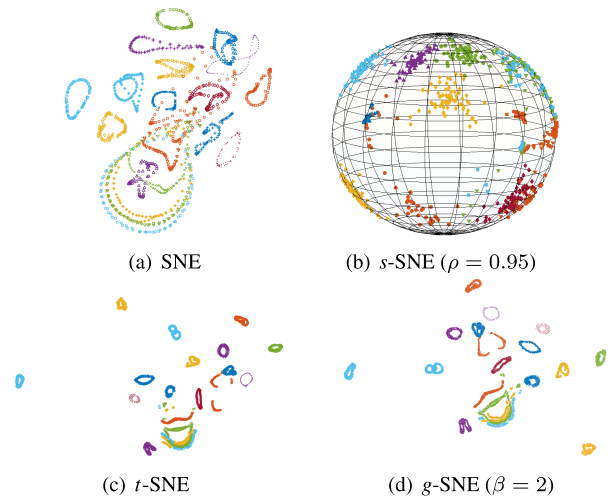 (a) SNE
(b) s-SNE (ρ = 0.95)
(c) t-SNE
(d) g-SNE (β = 2)